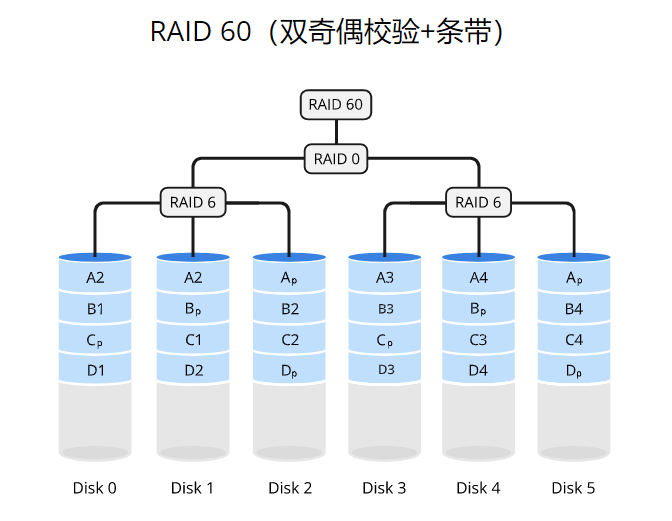 RAID 60（双奇偶校验+条带）
RAID 60
RAID 0
RAID 6 RAID 6
A2 A2 Ap A3 A4 Ap
B1 Bp B2 B3 Bp B4
Cp C1 C2 Cp C3 C4
D1 D2 Dp D3 D4 Dp
Disk 0 Disk 1 Disk 2 Disk 3 Disk 4 Disk 5